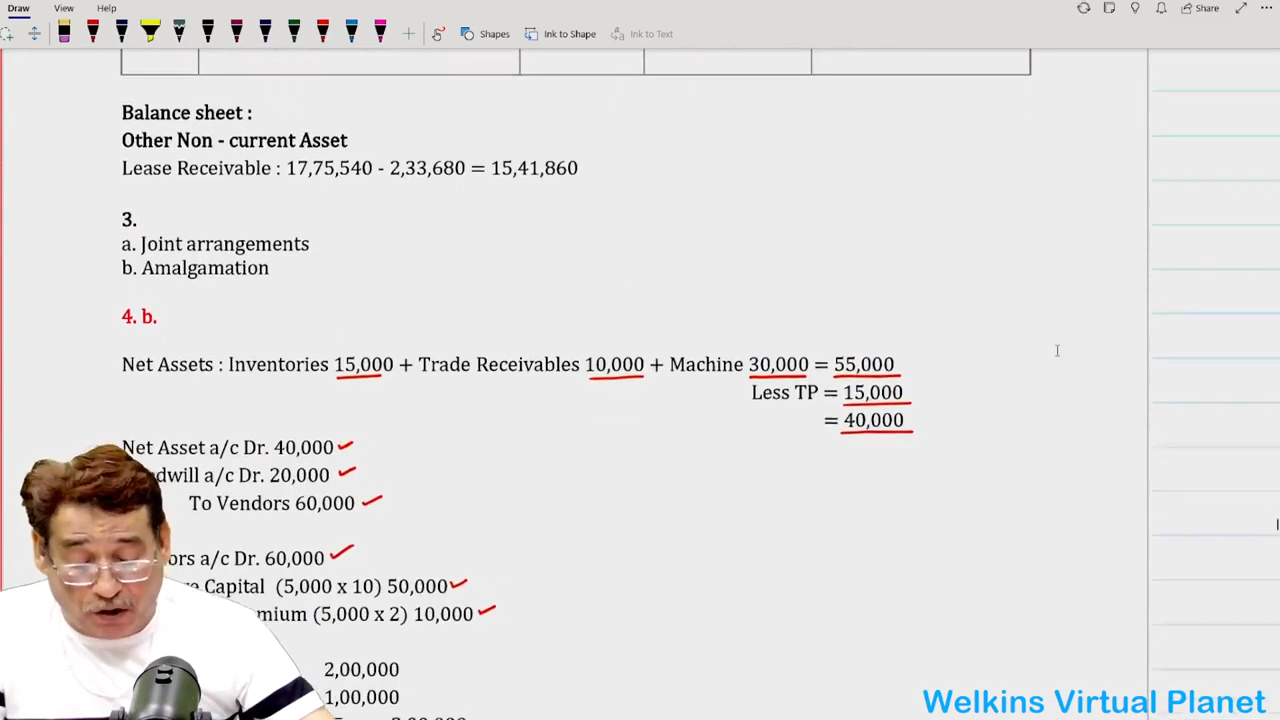 Draw View Help
Shapes Ink to Shape Ink to Text Share
Balance sheet :
Other Non - current Asset
Lease Receivable : 17,75,540 - 2,33,680 = 15,41,860
3.
a. Joint arrangements
b. Amalgamation
4. b.
Net Assets : Inventories 15,000 + Trade Receivables 10,000 + Machine 30,000 = 55,000
Less TP = 15,000
= 40,000
Net Asset a/c Dr. 40,000
dwill a/c Dr. 20,000
To Vendors 60,000
ors a/c Dr. 60,000
Capital (5,000 x 10) 50,000
mium (5,000 x 2) 10,000
2,00,000
1,00,000
Welkins Virtual Planet